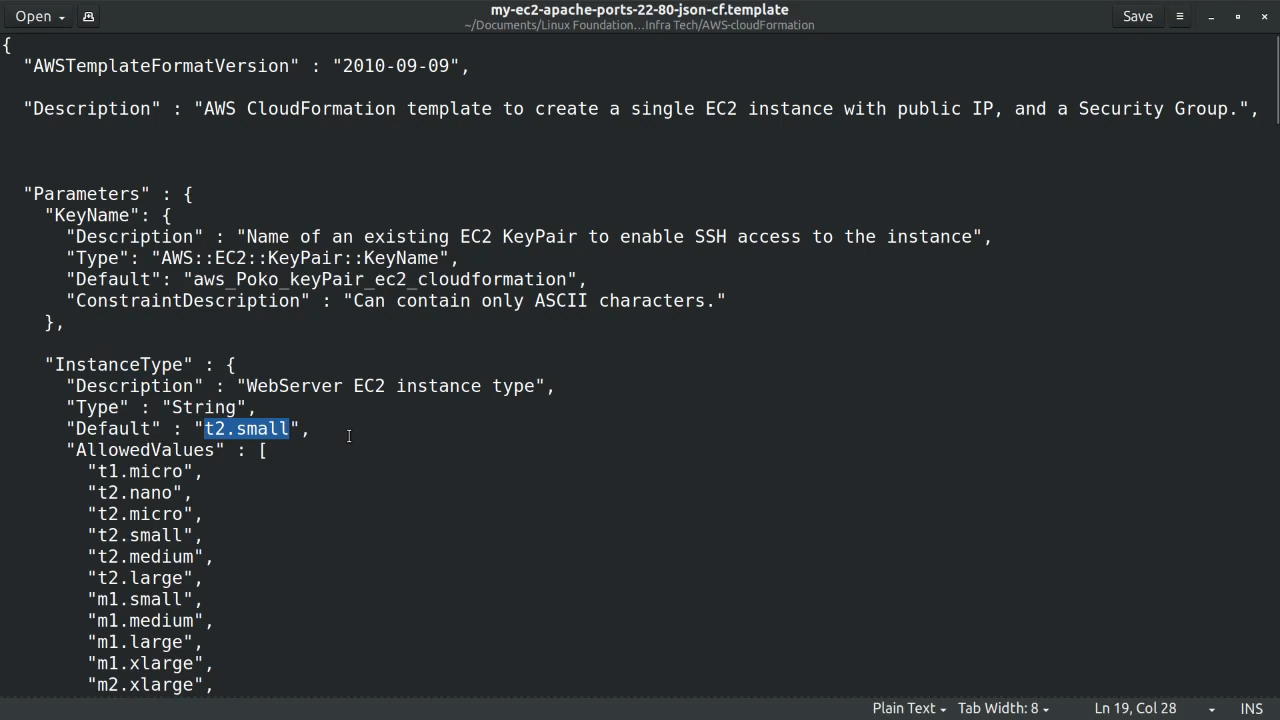 Open
my-ec2-apache-ports-22-80-json-cf.template
~/Documents/Linux Foundation...Infra Tech/AWS-cloudFormation
Save
{
"AWSTemplateFormatVersion" : "2010-09-09",
"Description" : "AWS CloudFormation template to create a single EC2 instance with public IP, and a Security Group.",
"Parameters" : {
"KeyName": {
"Description" : "Name of an existing EC2 KeyPair to enable SSH access to the instance",
"Type": "AWS::EC2::KeyPair::KeyName",
"Default": "aws_Poko_keyPair_ec2_cloudformation",
"ConstraintDescription" : "Can contain only ASCII characters."
},
"InstanceType" : {
"Description" : "WebServer EC2 instance type",
"Type" : "String",
"Default" : "t2.small",
"AllowedValues" : [
"t1.micro",
"t2.nano",
"t2.micro",
"t2.small",
"t2.medium",
"t2.large",
"m1.small",
"m1.medium",
"m1.large",
"m1.xlarge",
"m2.xlarge",
Plain Text Tab Width: 8 Ln 19, Col 28 INS